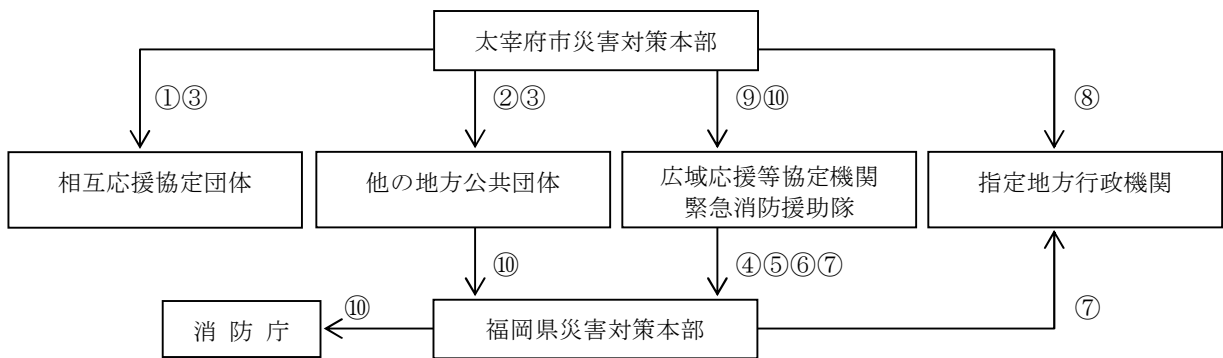 太宰府市災害対策本部
①③
②③
⑨⑩
⑧
相互応援協定団体
他の地方公共団体
広域応援等協定機関
緊急消防援助隊
指定地方行政機関
⑩
④⑤⑥⑦
⑩
⑦
消 防 庁
福岡県災害対策本部